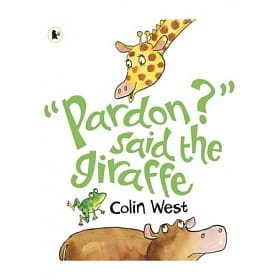 “Pardon?”
said the
giraffe
Colin West